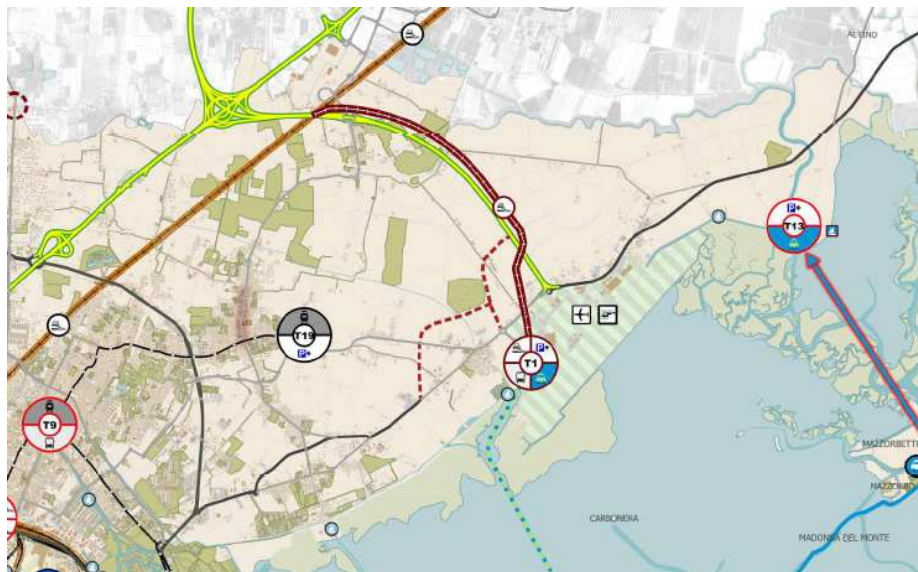 ALTINO
P+
T13
T19
P+
P+
T1
T9
MAZZORBETTO
MAZZORBO
CARBONERA
MADONNA DEL MONTE